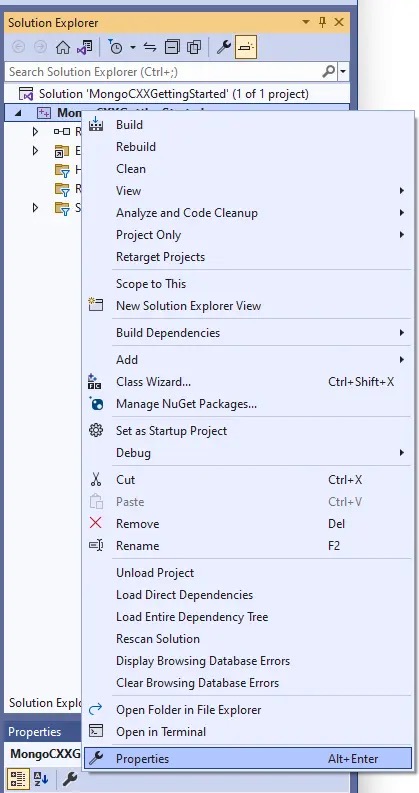 Solution Explorer
Search Solution Explorer (Ctrl+;)
Solution 'MongoCXXGettingStarted' (1 of 1 project)
Build
Rebuild
Clean
View
Analyze and Code Cleanup
Project Only
Retarget Projects
Scope to This
New Solution Explorer View
Build Dependencies
Add
Class Wizard... Ctrl+Shift+X
Manage NuGet Packages...
Set as Startup Project
Debug
Cut Ctrl+X
Paste Ctrl+V
Remove Del
Rename F2
Unload Project
Load Direct Dependencies
Load Entire Dependency Tree
Rescan Solution
Display Browsing Database Errors
Clear Browsing Database Errors
Solution Explo
Open Folder in File Explorer
Open in Terminal
Properties
MongoCXXG
Properties Alt+Enter